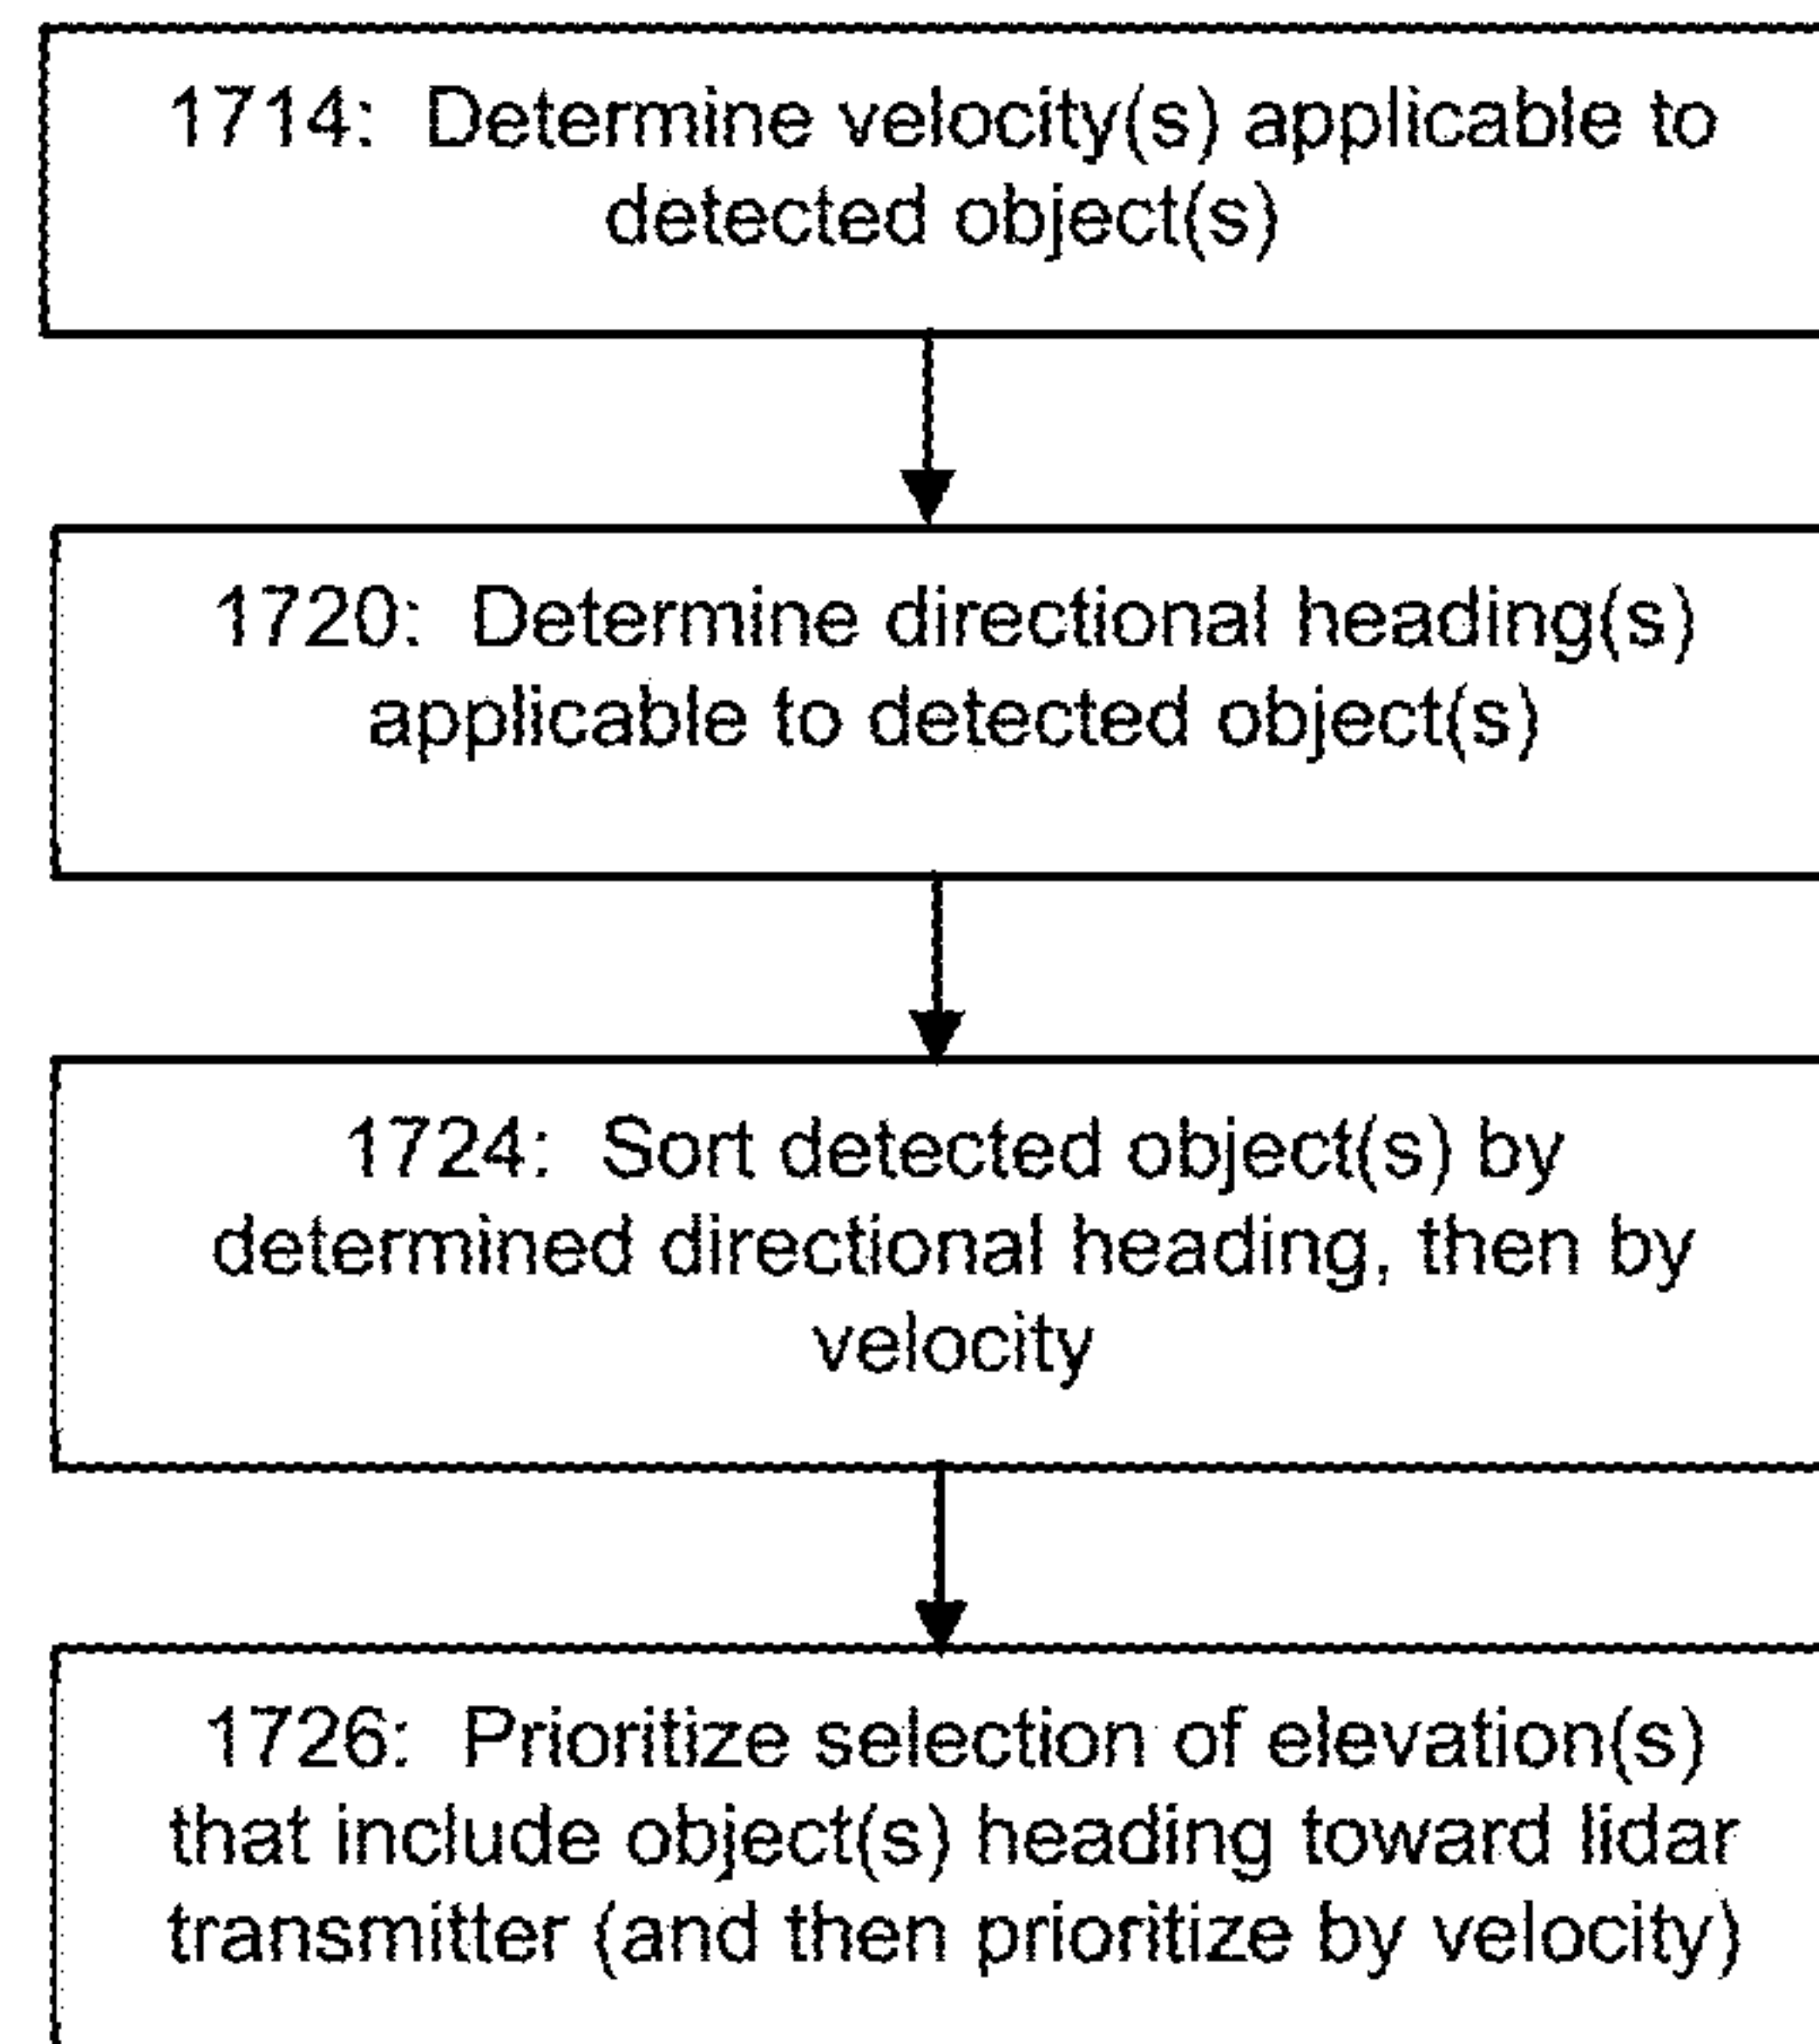 1714: Determine velocity(s) applicable to
detected object(s)
1720: Determine directional heading(s)
applicable to detected object(s)
1724: Sort detected object(s) by
determined directional heading, then by
velocity
1726: Prioritize selection of elevation(s)
that include object(s) heading toward lidar
transmitter (and then prioritize by velocity)